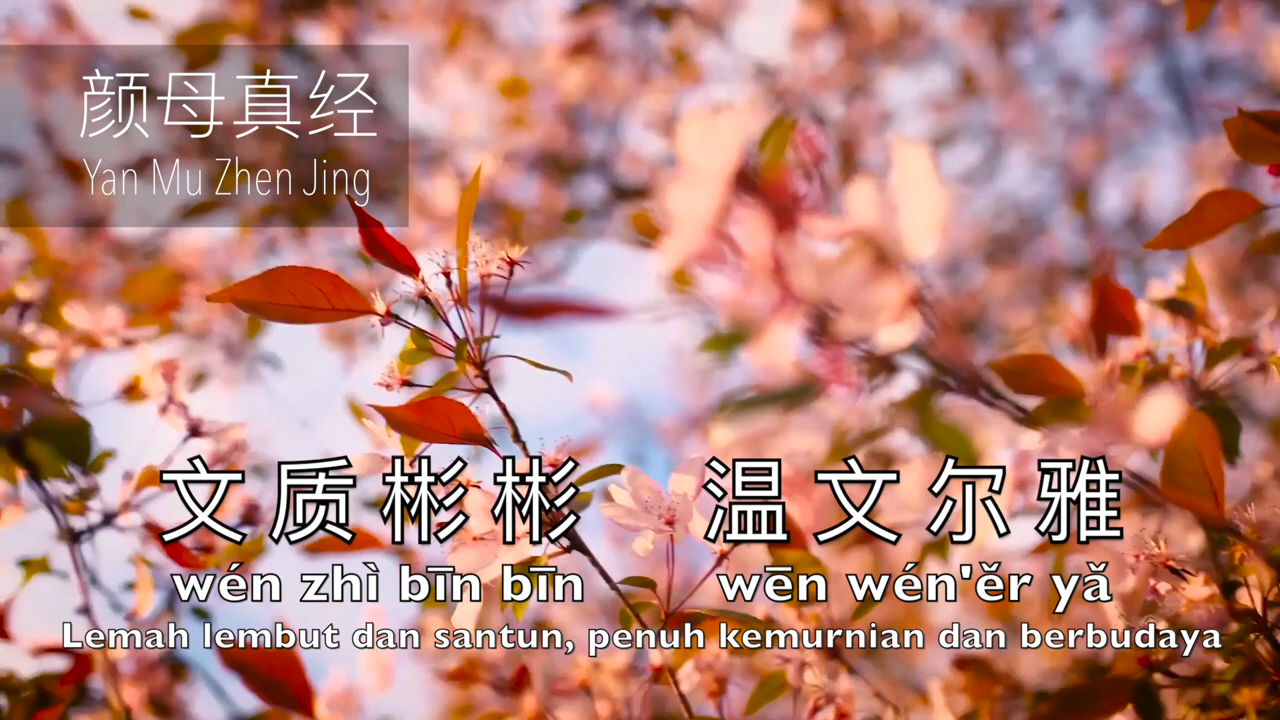 颜母真经
Yan Mu Zhen Jing
文质彬彬 温文尔雅
wén zhì bīn bīn wēn wén'ěr yǎ
Lemah lembut dan santun, penuh kemurnian dan berbudaya